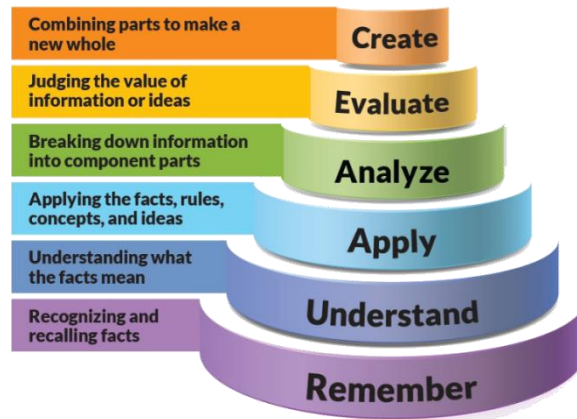 Combining parts to make a
new whole
Create
Judging the value of
information or ideas
Evaluate
Breaking down information
into component parts
Analyze
Applying the facts, rules,
concepts, and ideas
Apply
Understanding what
the facts mean
Understand
Recognizing and
recalling facts
Remember